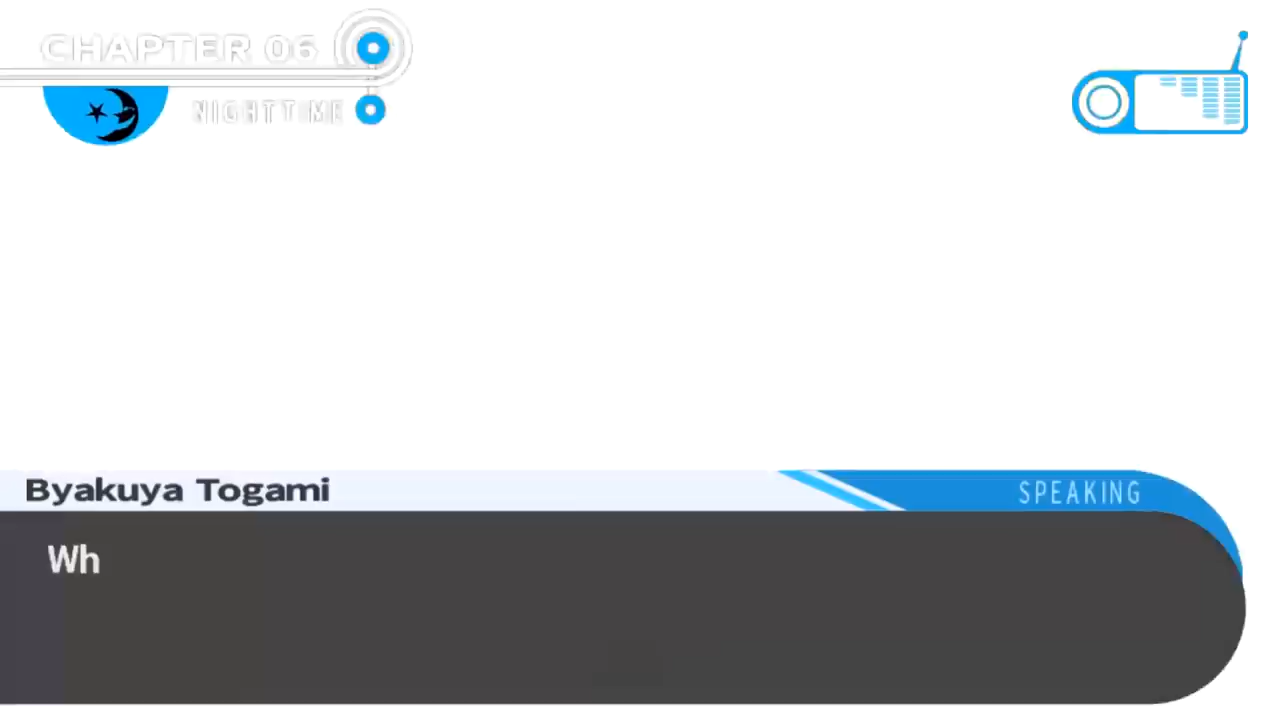 CHAPTER 06
NIGHTTIME
Byakuya Togami
SPEAKING
Wh